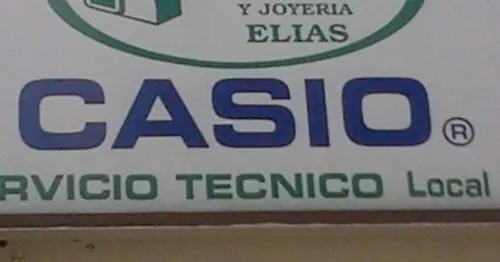 Y JOYERIA
ELIAS
CASIO®
RVICIO TECNICO Local